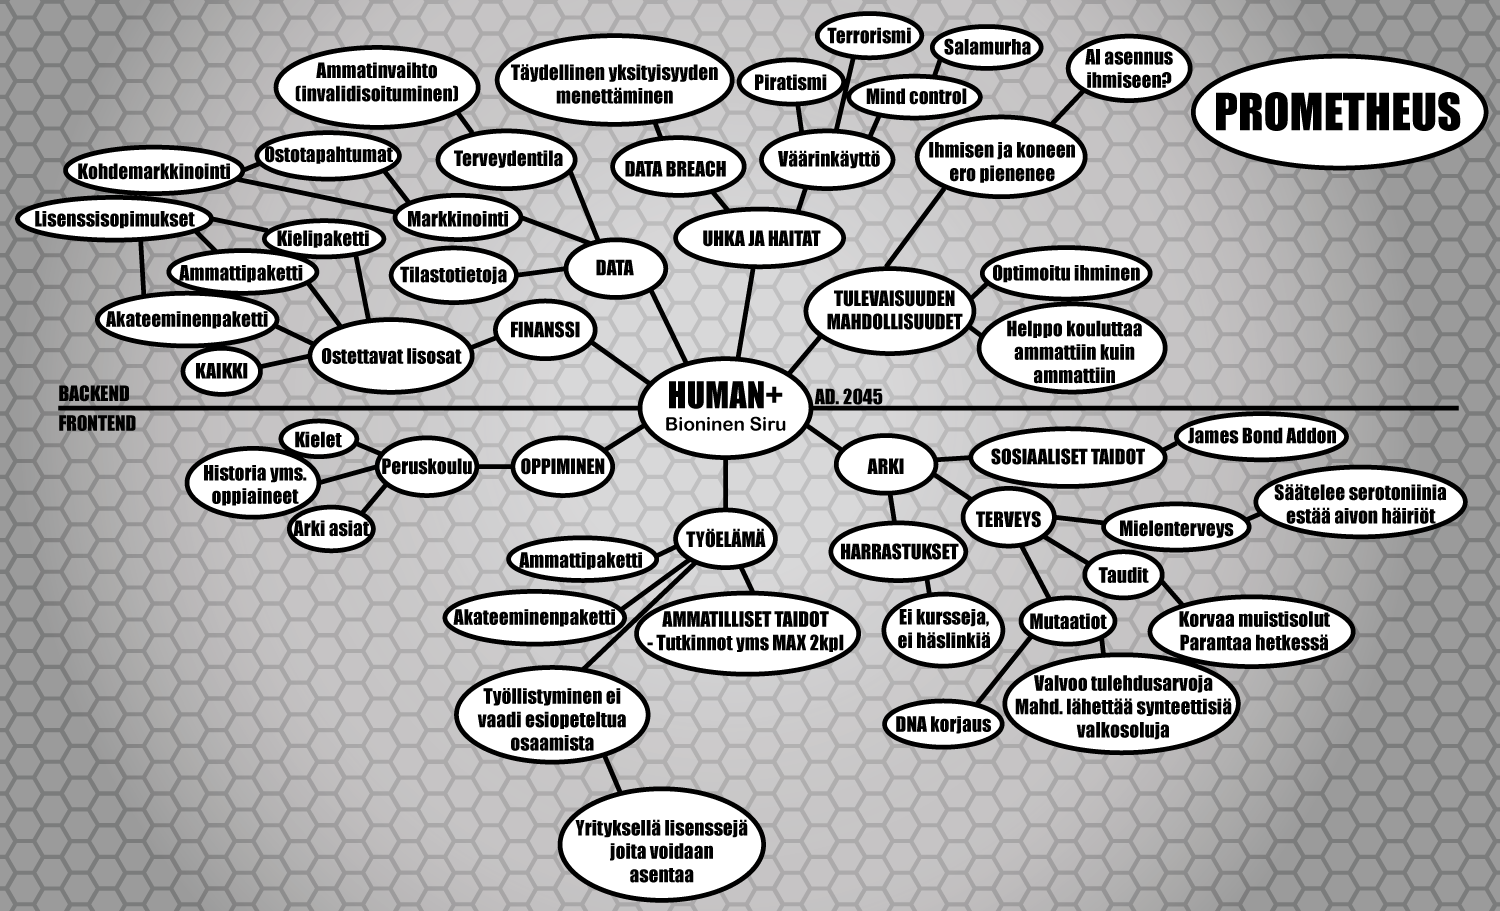 PROMETHEUS
Terrorismi
Salamurha
AI asennus
ihmiseen?
Ammatinvaihto
(invalidisoituminen)
Täydellinen yksityisyyden
menettäminen
Piratismi
Mind control
Kohdemarkkinointi
Ostotapahtumat
Terveydentila
DATA BREACH
Väärinkäyttö
Ihmisen ja koneen
ero pienenee
Lisenssisopimukset
Kielipaketti
Markkinointi
UHKA JA HAITAT
Ammattipaketti
Tilastotietoja
DATA
Optimoitu ihminen
TULEVAISUUDEN
MAHDOLLISUUDET
Akateeminenpaketti
FINANSSI
Helppo kouluttaa
ammattiin kuin
ammattiin
KAIKKI
Ostettavat lisosat
BACKEND
HUMAN+
Bioninen Siru
AD. 2045
FRONTEND
Kielet
Historia yms.
oppiaineet
Arki asiat
Peruskoulu
OPPIMINEN
ARKI
SOSIAALISET TAIDOT
James Bond Addon
TERVEYS
Mielenterveys
Säätelee serotoniinia
estää aivon häiriöt
TYÖELÄMÄ
HARRASTUKSET
Ammattipaketti
Taudit
Akateeminenpaketti
AMMATILLISET TAIDOT
- Tutkinnot yms MAX 2kpl
Ei kursseja,
ei häslinkiä
Mutaatiot
Korvaa muistisolut
Parantaa hetkessä
Työllistyminen ei
vaadi esiopeteltua
osaamista
DNA korjaus
Valvoo tulehdusarvoja
Mahd. lähettää synteettisiä
valkosoluja
Yrityksellä lisenssejä
joita voidaan
asentaa